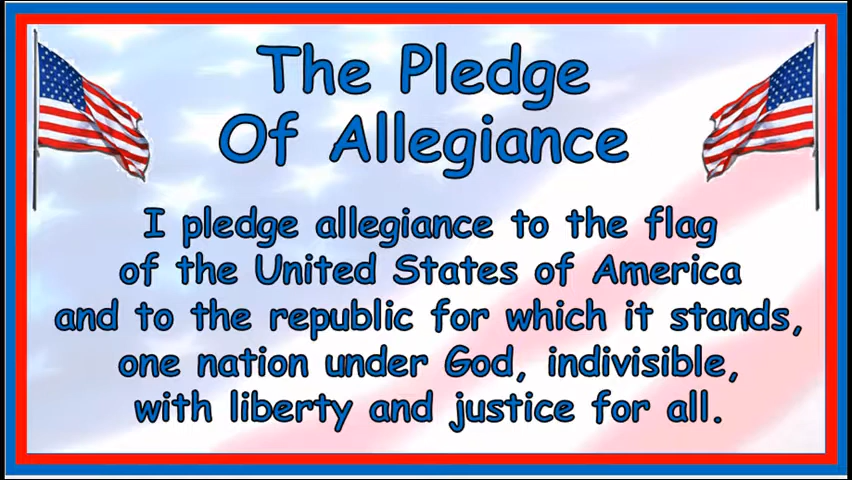 The Pledge
Of Allegiance
I pledge allegiance to the flag
of the United States of America
and to the republic for which it stands,
one nation under God, indivisible,
with liberty and justice for all.